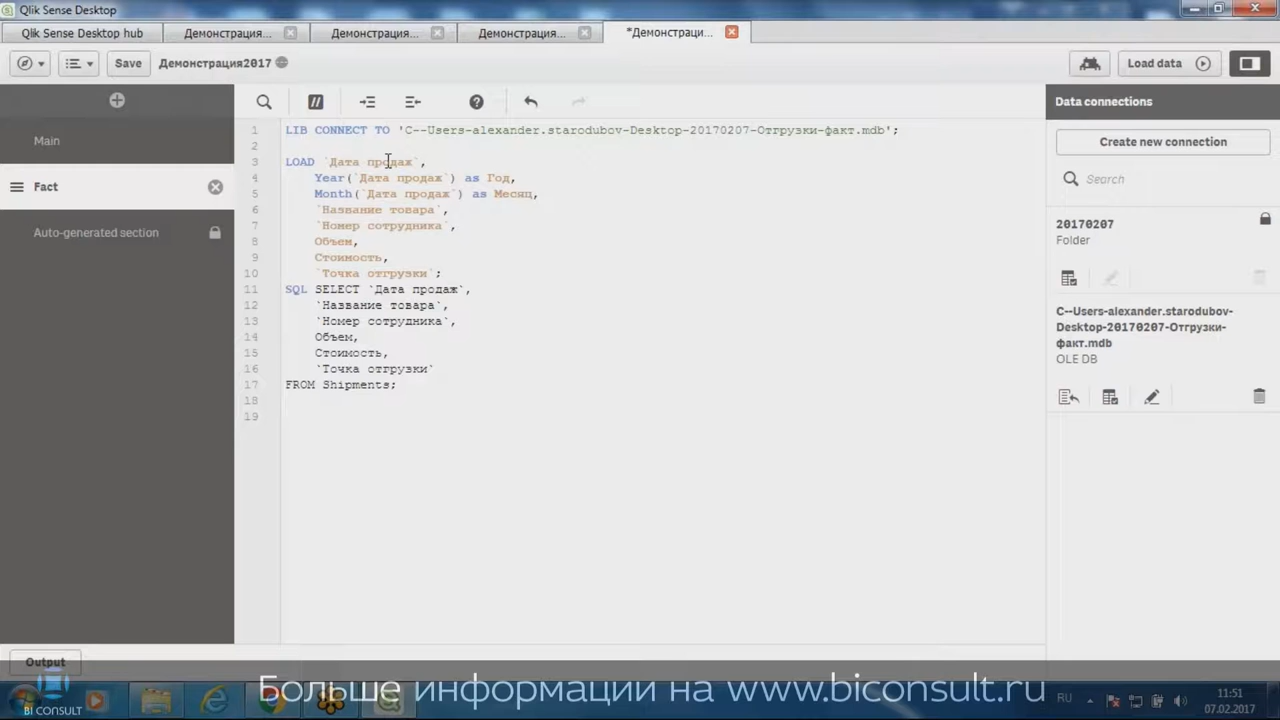 Qlik Sense Desktop
Qlik Sense Desktop hub
Демонстрация...
Демонстрация...
Демонстрация...
*Демонстраци...
Save
Демонстрация2017
Load data
Main
Fact
Auto-generated section
1 LIB CONNECT TO 'C--Users-alexander.starodubov-Desktop-20170207-Отгрузки-факт.mdb';
2
3 LOAD `Дата продаж`,
4 Year(`Дата продаж`) as Год,
5 Month(`Дата продаж`) as Месяц,
6 `Название товара`,
7 `Номер сотрудника`,
8 Объем,
9 Стоимость,
10 `Точка отгрузки`;
11 SQL SELECT `Дата продаж`,
12 `Название товара`,
13 `Номер сотрудника`,
14 Объем,
15 Стоимость,
16 `Точка отгрузки`
17 FROM Shipments;
18
19
Data connections
Create new connection
Search
20170207
Folder
C--Users-alexander.starodubov-
Desktop-20170207-Отгрузки-
факт.mdb
OLE DB
Output
Больше информации на www.biconsult.ru
BI CONSULT
RU
11:51
07.02.2017